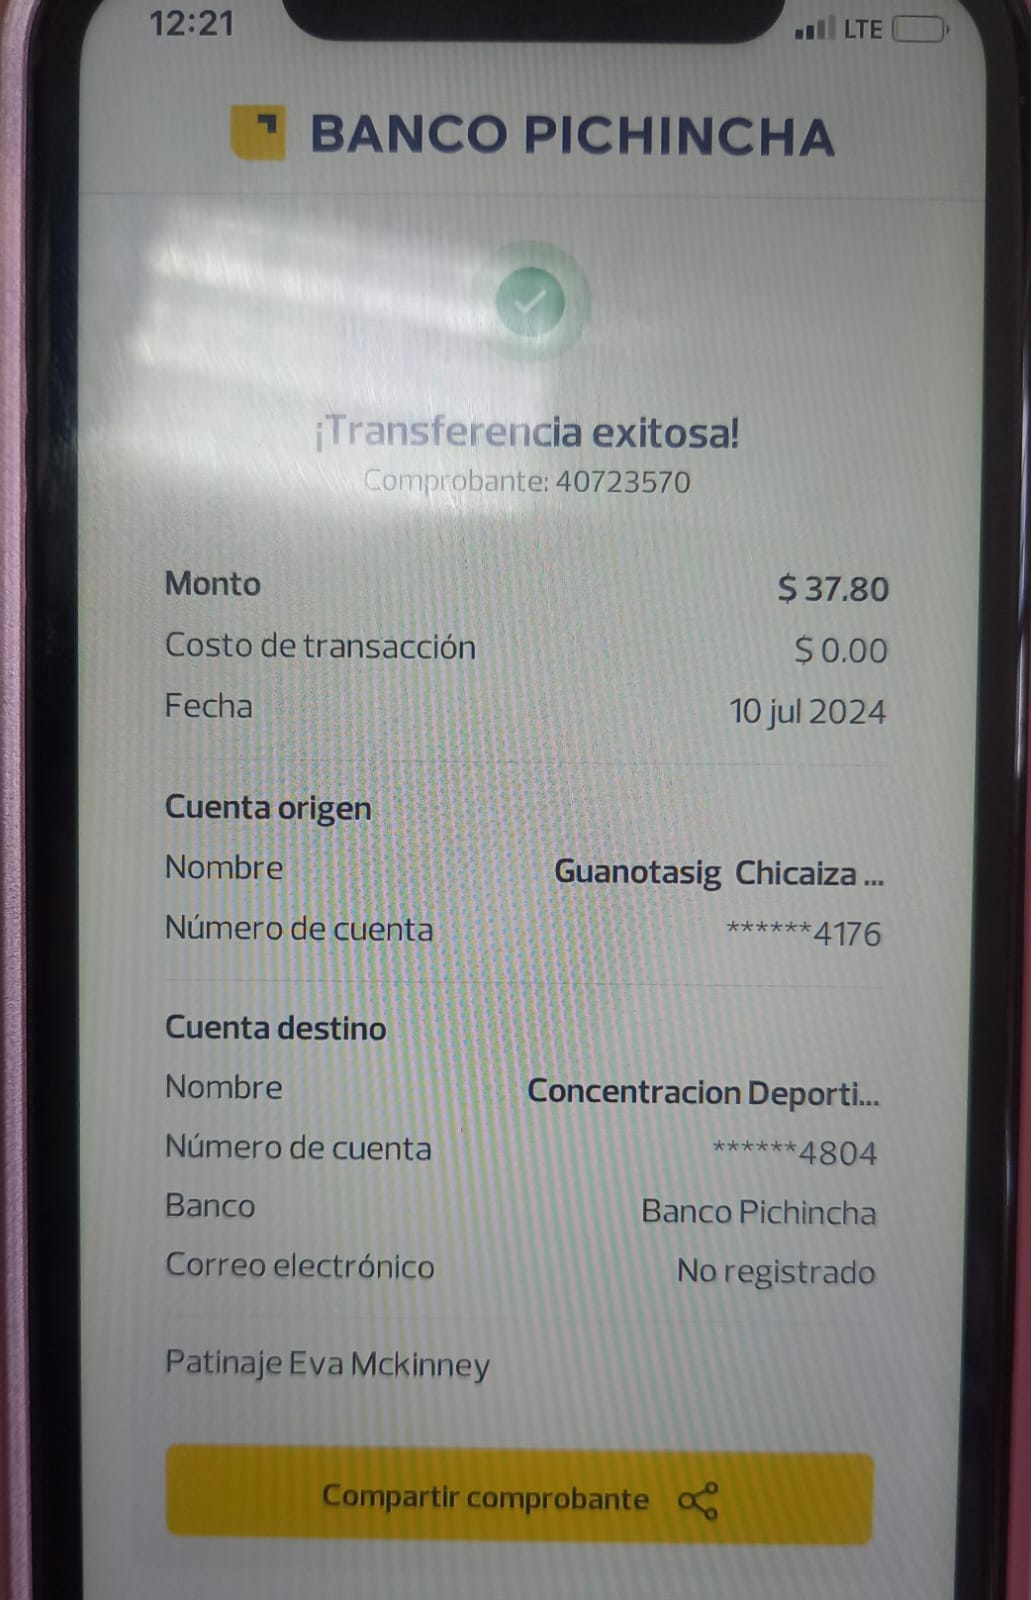 12:21
LTE
BANCO PICHINCHA
¡Transferencia exitosa!
Comprobante: 40723570
Monto $ 37.80
Costo de transacción $ 0.00
Fecha 10 jul 2024
Cuenta origen
Nombre Guanotasig Chicaiza ...
Número de cuenta ******4176
Cuenta destino
Nombre Concentracion Deporti...
Número de cuenta ******4804
Banco Banco Pichincha
Correo electrónico No registrado
Patinaje Eva Mckinney
Compartir comprobante